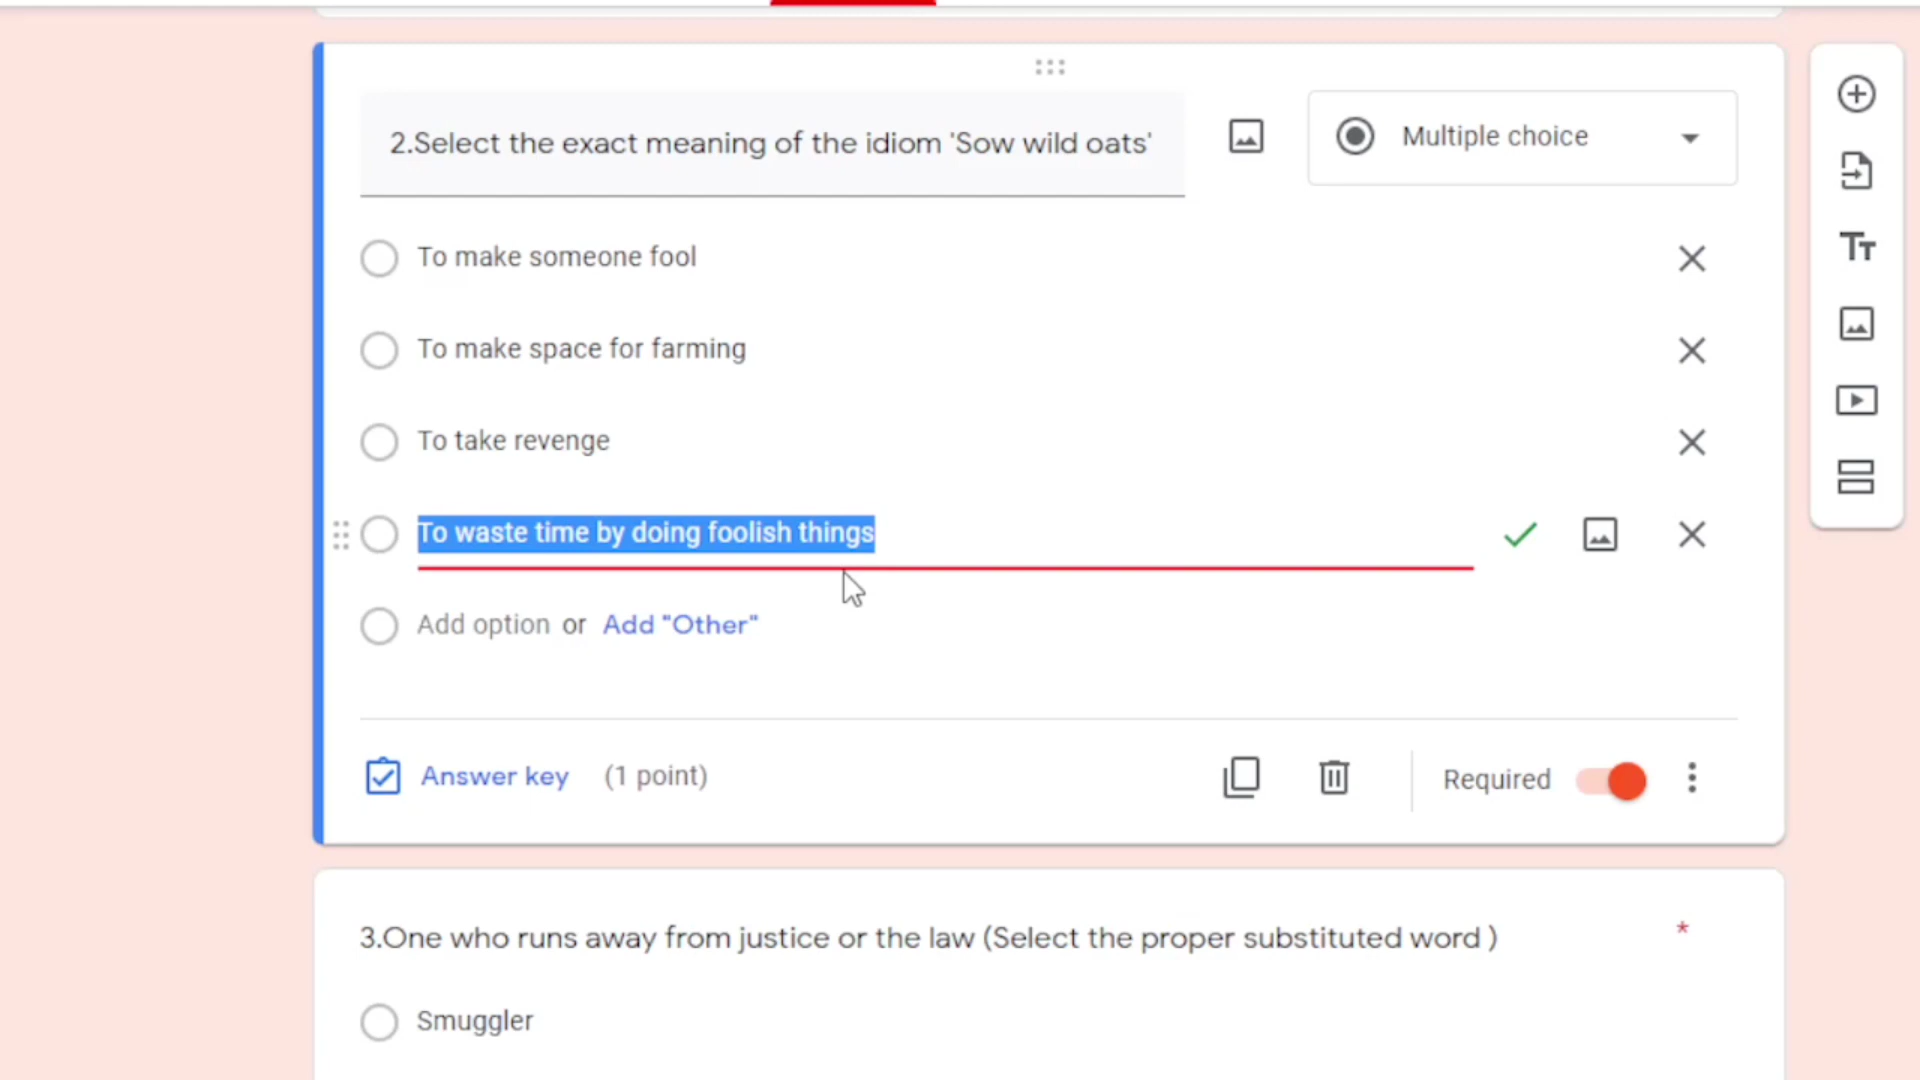 2.Select the exact meaning of the idiom 'Sow wild oats'
Multiple choice
To make someone fool
To make space for farming
To take revenge
To waste time by doing foolish things
Add option or Add "Other"
Answer key (1 point)
Required
3.One who runs away from justice or the law (Select the proper substituted word ) *
Smuggler